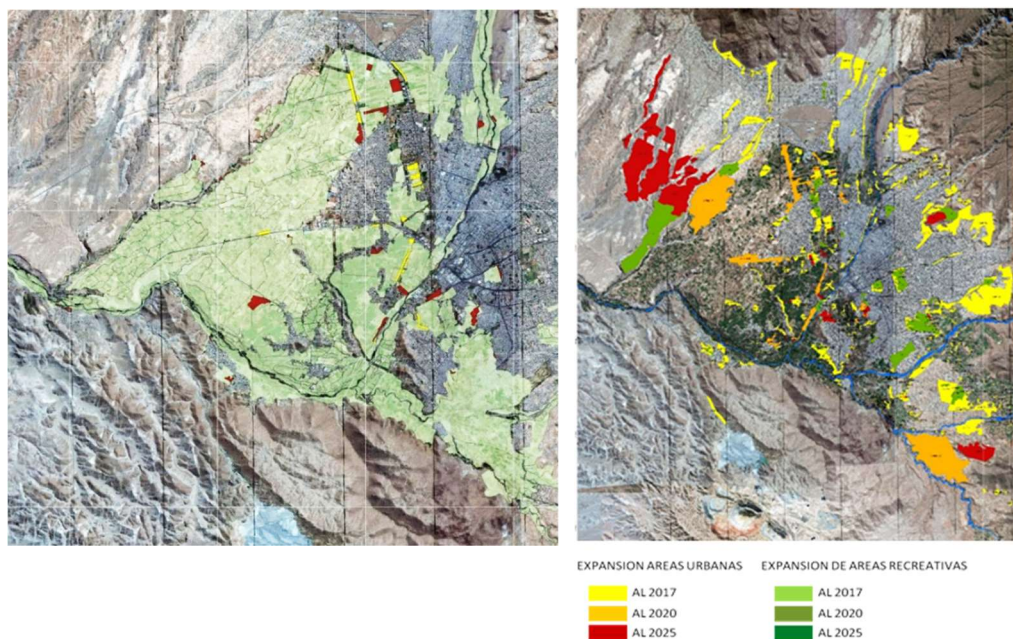 EXPANSION AREAS URBANAS
EXPANSION DE AREAS RECREATIVAS
AL 2017
AL 2017
AL 2020
AL 2020
AL 2025
AL 2025